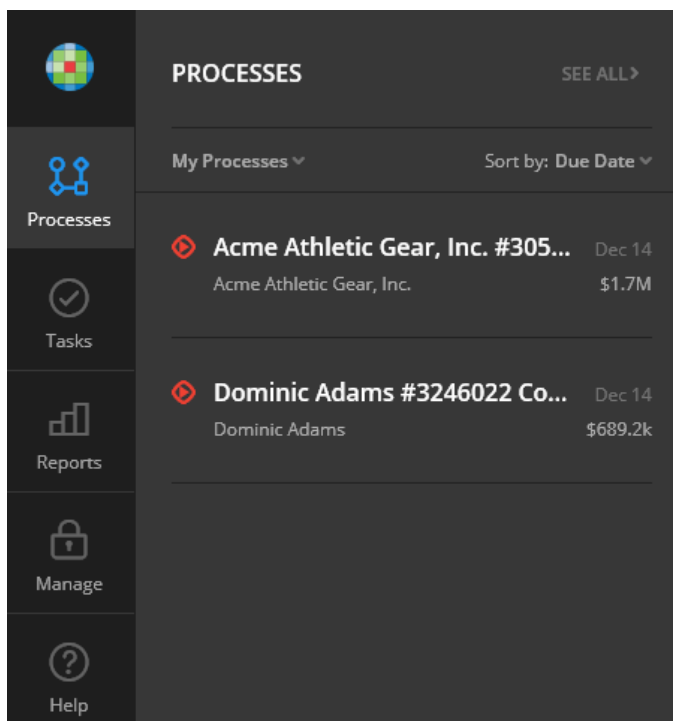 PROCESSES
SEE ALL>
My Processes
Sort by: Due Date
Processes
Acme Athletic Gear, Inc. #305... Dec 14
Acme Athletic Gear, Inc. $1.7M
Tasks
Dominic Adams #3246022 Co... Dec 14
Dominic Adams $689.2k
Reports
Manage
Help